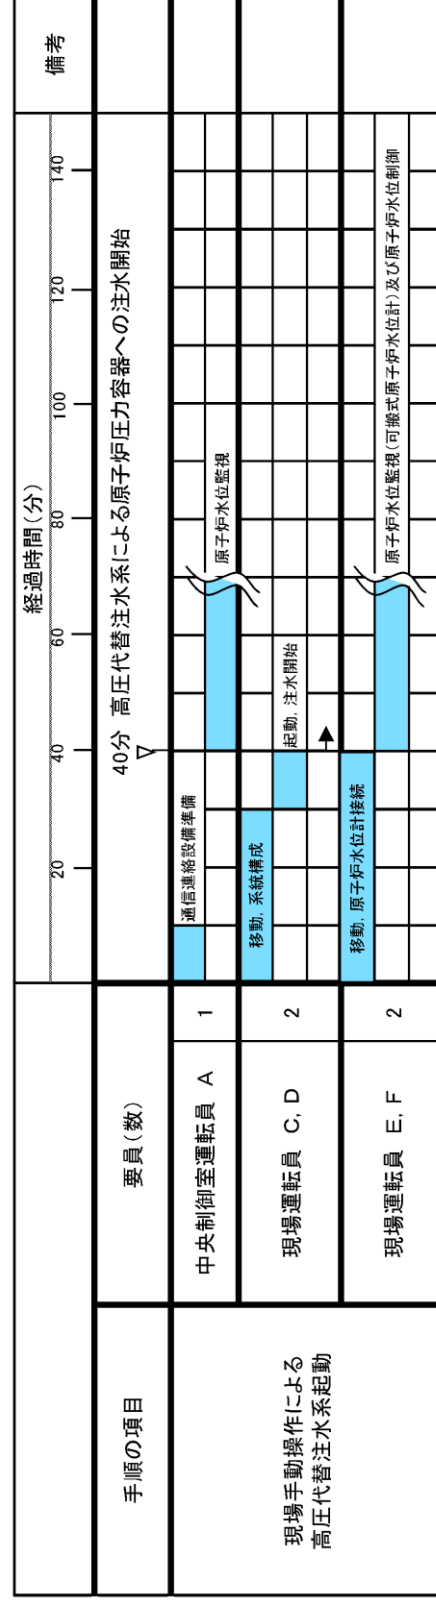 経過時間(分)
備考
20 40 60 80 100 120 140
手順の項目
要員(数)
40分 高圧代替注水系による原子炉圧力容器への注水開始
現場手動操作による
高圧代替注水系起動
中央制御室運転員 A
1
通信連絡設備準備
原子炉水位監視
現場運転員 C, D
2
移動, 系統構成
起動, 注水開始
現場運転員 E, F
2
移動, 原子炉水位計接続
原子炉水位監視(可搬式原子炉水位計)及び原子炉水位制御